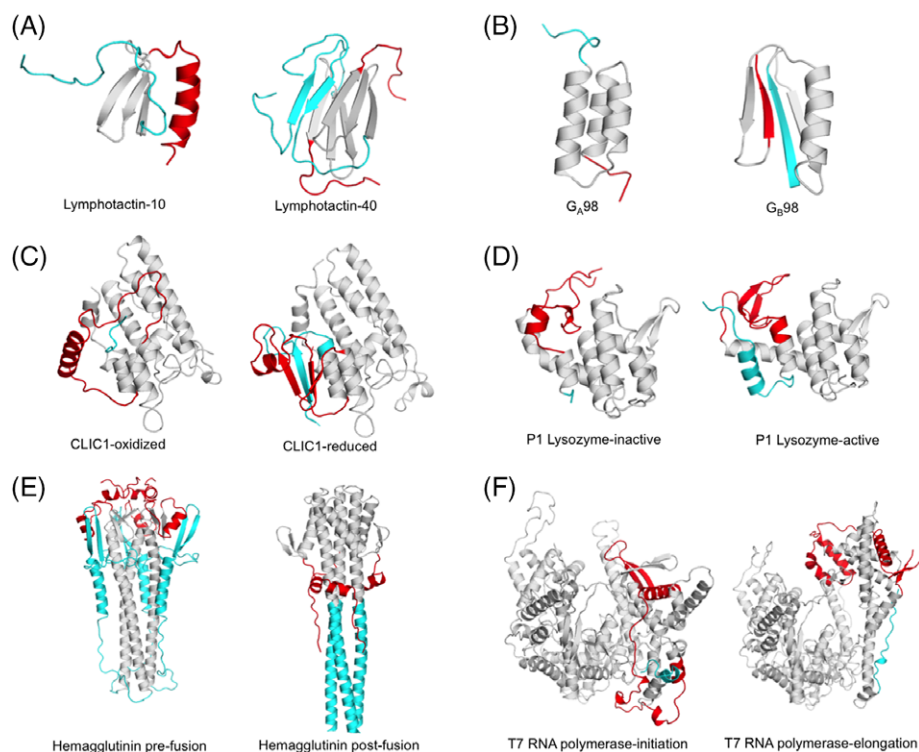 (A)
(B)
Lymphotactin-10
Lymphotactin-40
GA98
GB98
(C)
(D)
CLIC1-oxidized
CLIC1-reduced
P1 Lysozyme-inactive
P1 Lysozyme-active
(E)
(F)
Hemagglutinin pre-fusion
Hemagglutinin post-fusion
T7 RNA polymerase-initiation
T7 RNA polymerase-elongation